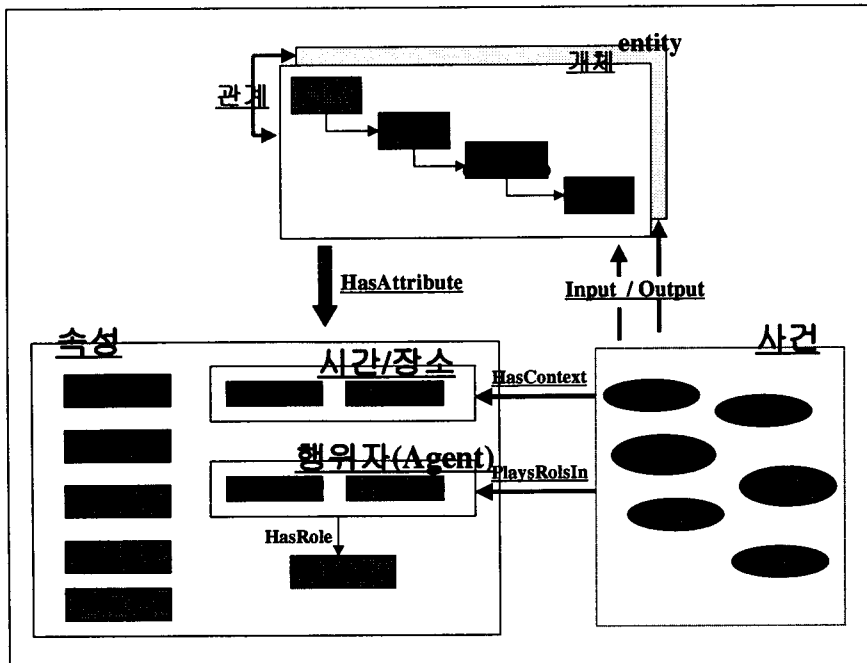 entity
개체
관계
HasAttribute
Input / Output
속성
사건
시간/장소
HasContext
행위자(Agent)
PlaysRolsIn
HasRole